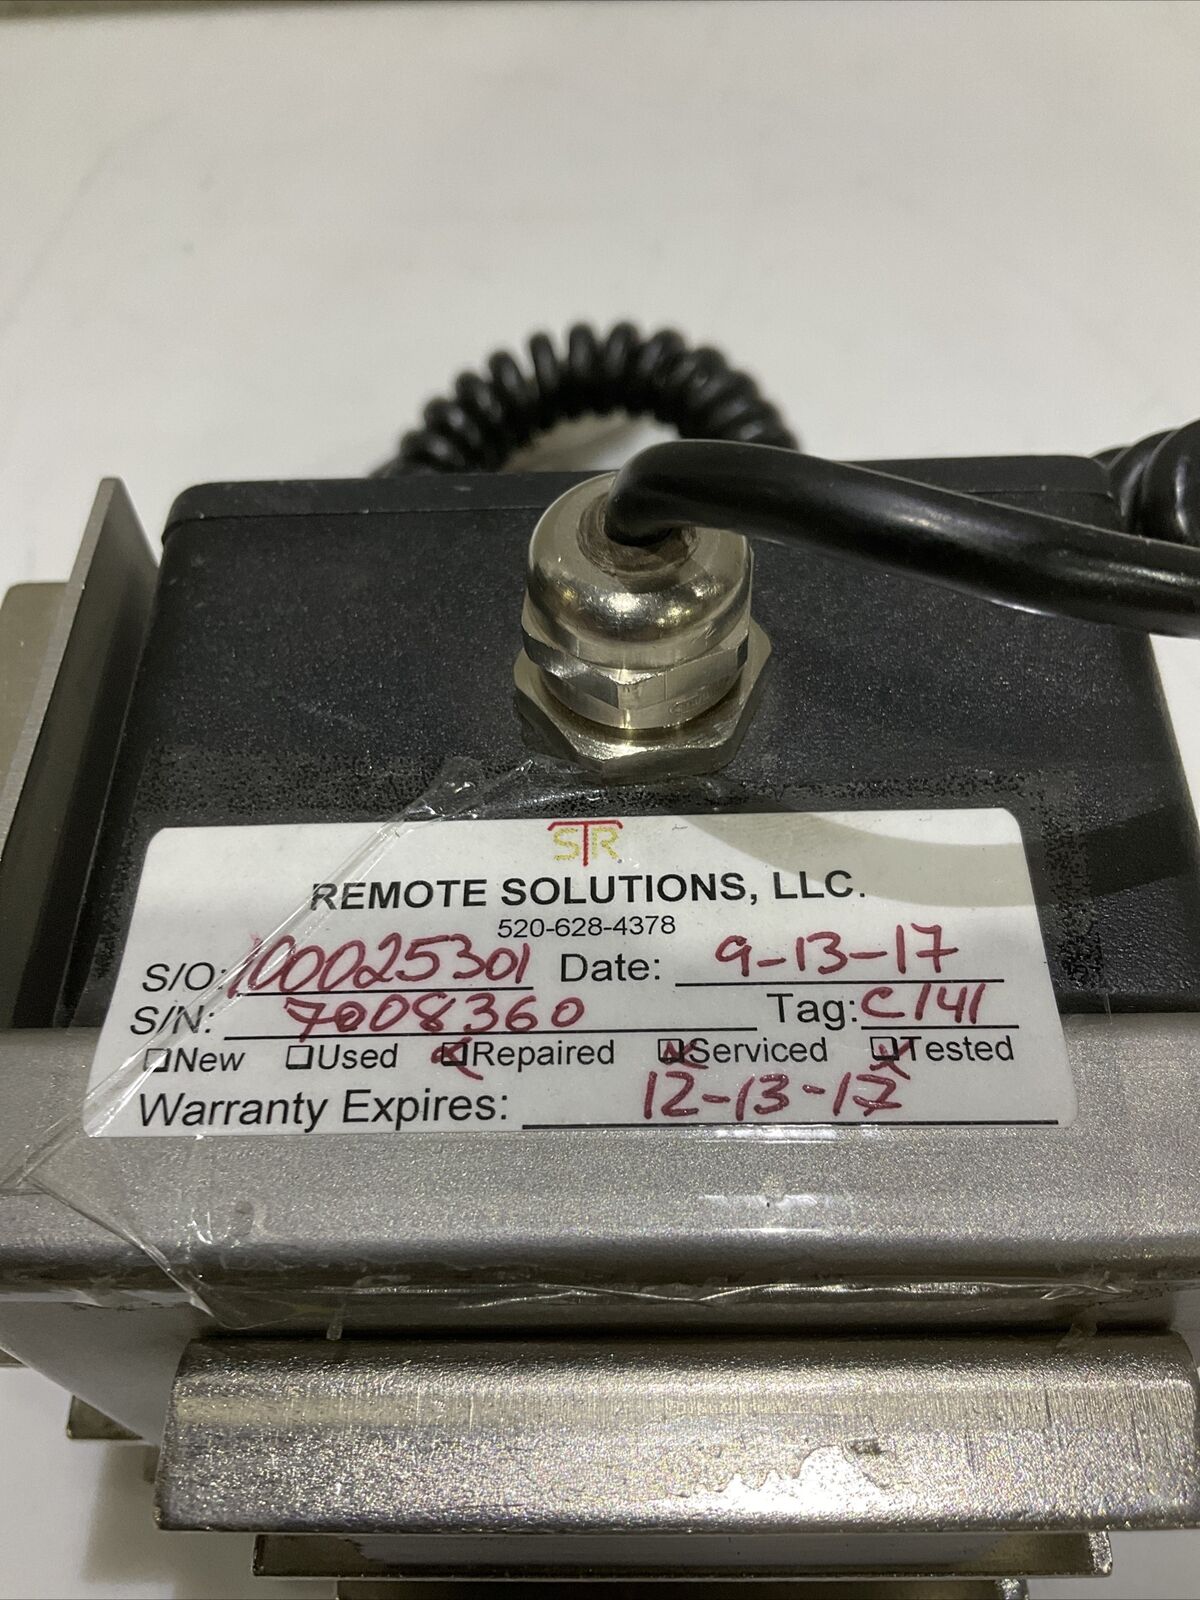 STR
REMOTE SOLUTIONS, LLC.
520-628-4378
S/O: 100025301 Date: 9-13-17
S/N: 7008360 Tag: C141
New Used Repaired Serviced Tested
Warranty Expires: 12-13-17